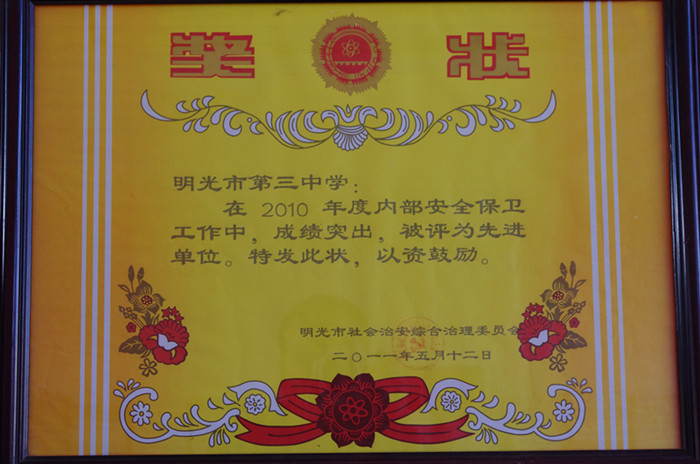 奖 状
明光市第三中学：
在 2010 年度内部安全保卫
工作中，成绩突出，被评为先进
单位。特发此状，以资鼓励。
明光市社会治安综合治理委员会
二〇一一年五月十二日